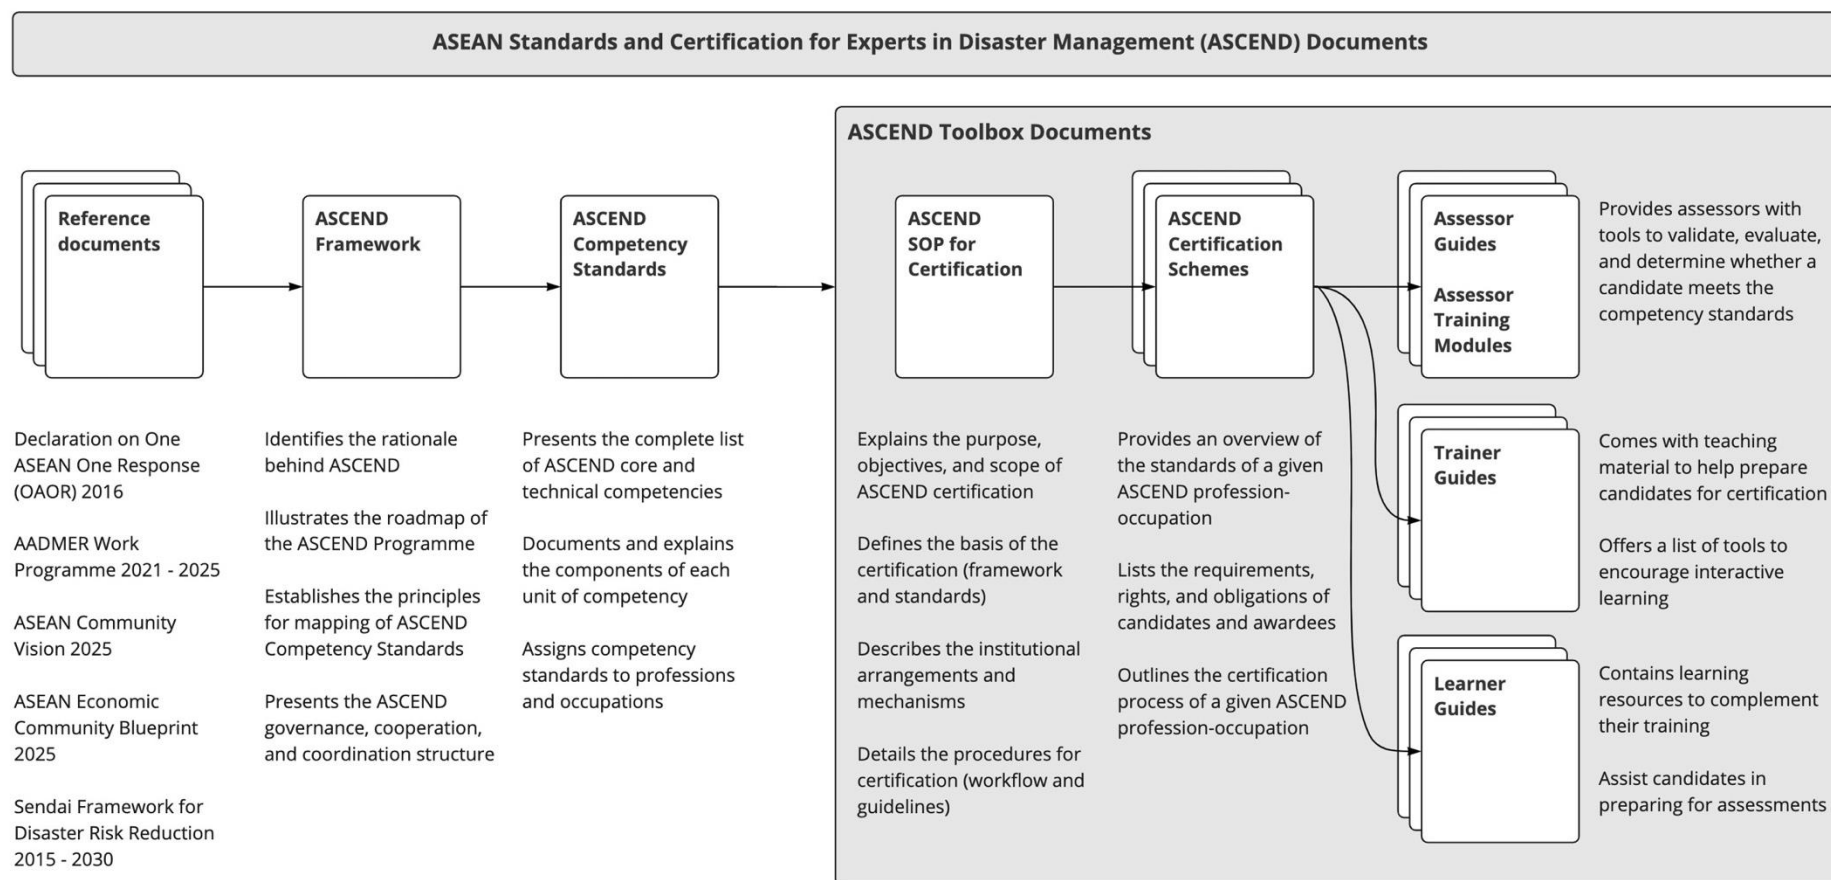 ASEAN Standards and Certification for Experts in Disaster Management (ASCEND) Documents
ASCEND Toolbox Documents
Reference
documents
ASCEND
Framework
ASCEND
Competency
Standards
ASCEND
SOP for
Certification
ASCEND
Certification
Schemes
Assessor
Guides
Assessor
Training
Modules
Provides assessors with
tools to validate, evaluate,
and determine whether a
candidate meets the
competency standards
Declaration on One
ASEAN One Response
(OAOR) 2016
AADMER Work
Programme 2021 - 2025
ASEAN Community
Vision 2025
ASEAN Economic
Community Blueprint
2025
Sendai Framework for
Disaster Risk Reduction
2015 - 2030
Identifies the rationale
behind ASCEND
Illustrates the roadmap of
the ASCEND Programme
Establishes the principles
for mapping of ASCEND
Competency Standards
Presents the ASCEND
governance, cooperation,
and coordination structure
Presents the complete list
of ASCEND core and
technical competencies
Documents and explains
the components of each
unit of competency
Assigns competency
standards to professions
and occupations
Explains the purpose,
objectives, and scope of
ASCEND certification
Defines the basis of the
certification (framework
and standards)
Describes the institutional
arrangements and
mechanisms
Details the procedures for
certification (workflow and
guidelines)
Provides an overview of
the standards of a given
ASCEND profession-
occupation
Lists the requirements,
rights, and obligations of
candidates and awardees
Outlines the certification
process of a given ASCEND
profession-occupation
Trainer
Guides
Comes with teaching
material to help prepare
candidates for certification
Offers a list of tools to
encourage interactive
learning
Learner
Guides
Contains learning
resources to complement
their training
Assist candidates in
preparing for assessments